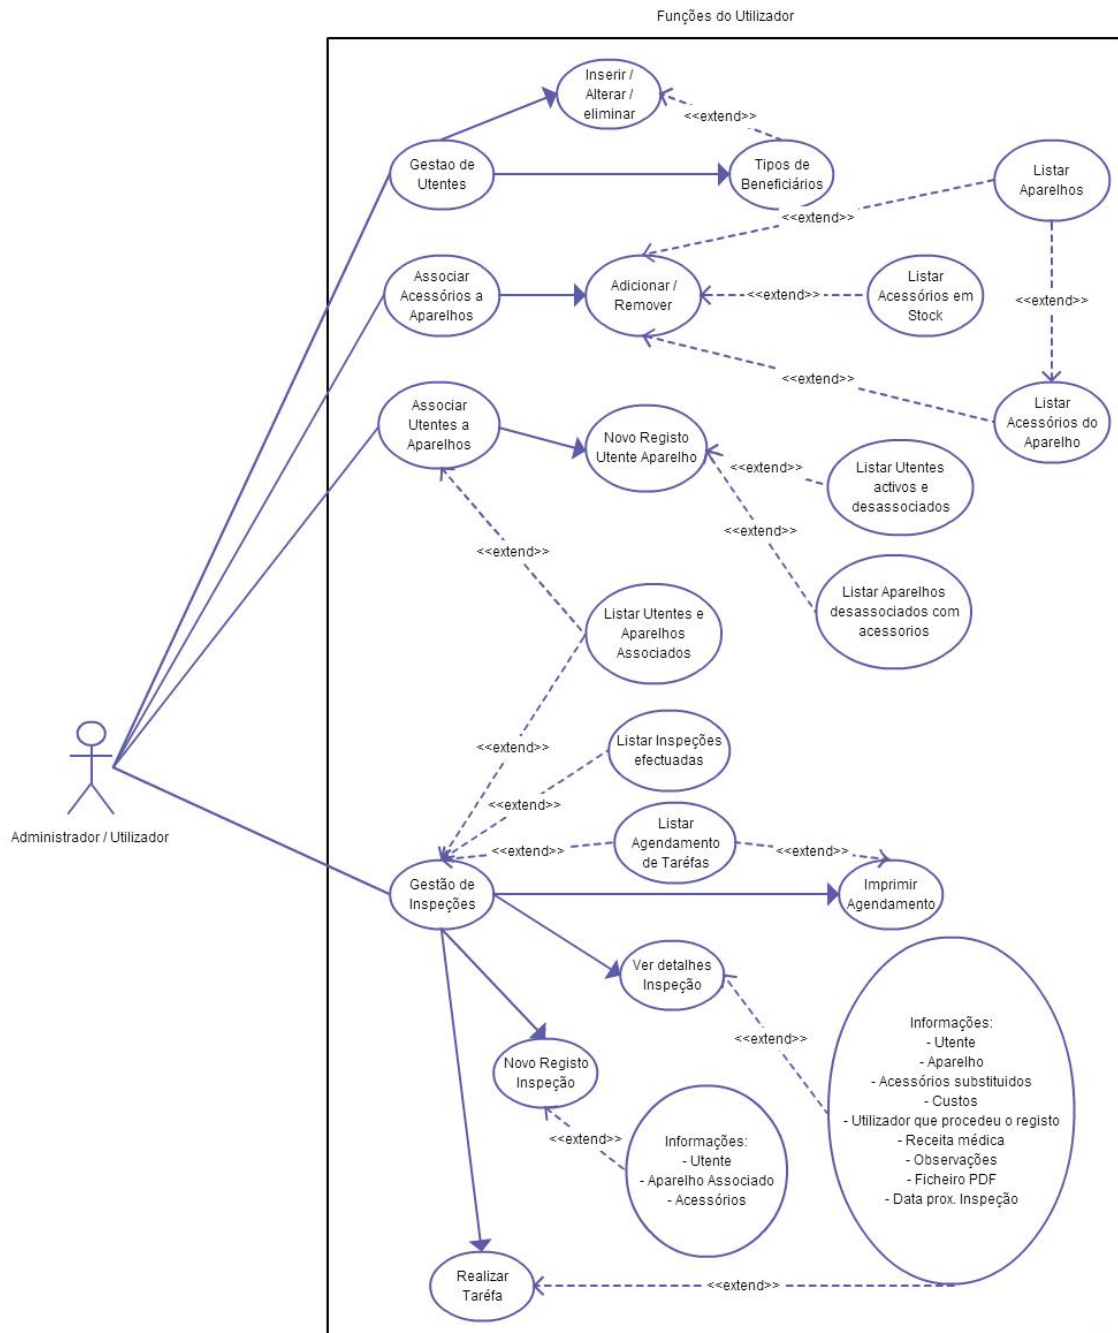 Funções do Utilizador
Inserir /
Alterar /
eliminar
<<extend>>
Gestao de
Utentes
Tipos de
Beneficiários
Listar
Aparelhos
<<extend>>
Associar
Acessórios a
Aparelhos
Adicionar /
Remover
<<extend>>
Listar
Acessórios em
Stock
<<extend>>
<<extend>>
Listar
Acessórios do
Aparelho
Associar
Utentes a
Aparelhos
Novo Registo
Utente Aparelho
<<extend>>
Listar Utentes
activos e
desassociados
<<extend>>
<<extend>>
Listar Aparelhos
desassociados com
acessorios
Listar Utentes e
Aparelhos
Associados
<<extend>>
Listar Inspeções
efectuadas
<<extend>>
Administrador / Utilizador
<<extend>>
Listar
Agendamento
de Taréfas
<<extend>>
Gestão de
Inspeções
Imprimir
Agendamento
Ver detalhes
Inspeção
<<extend>>
Informações:
- Utente
- Aparelho
- Acessórios substituidos
- Custos
- Utilizador que procedeu o registo
- Receita médica
- Observações
- Ficheiro PDF
- Data prox. Inspeção
Novo Registo
Inspeção
<<extend>>
Informações:
- Utente
- Aparelho Associado
- Acessórios
Realizar
Taréfa
<<extend>>